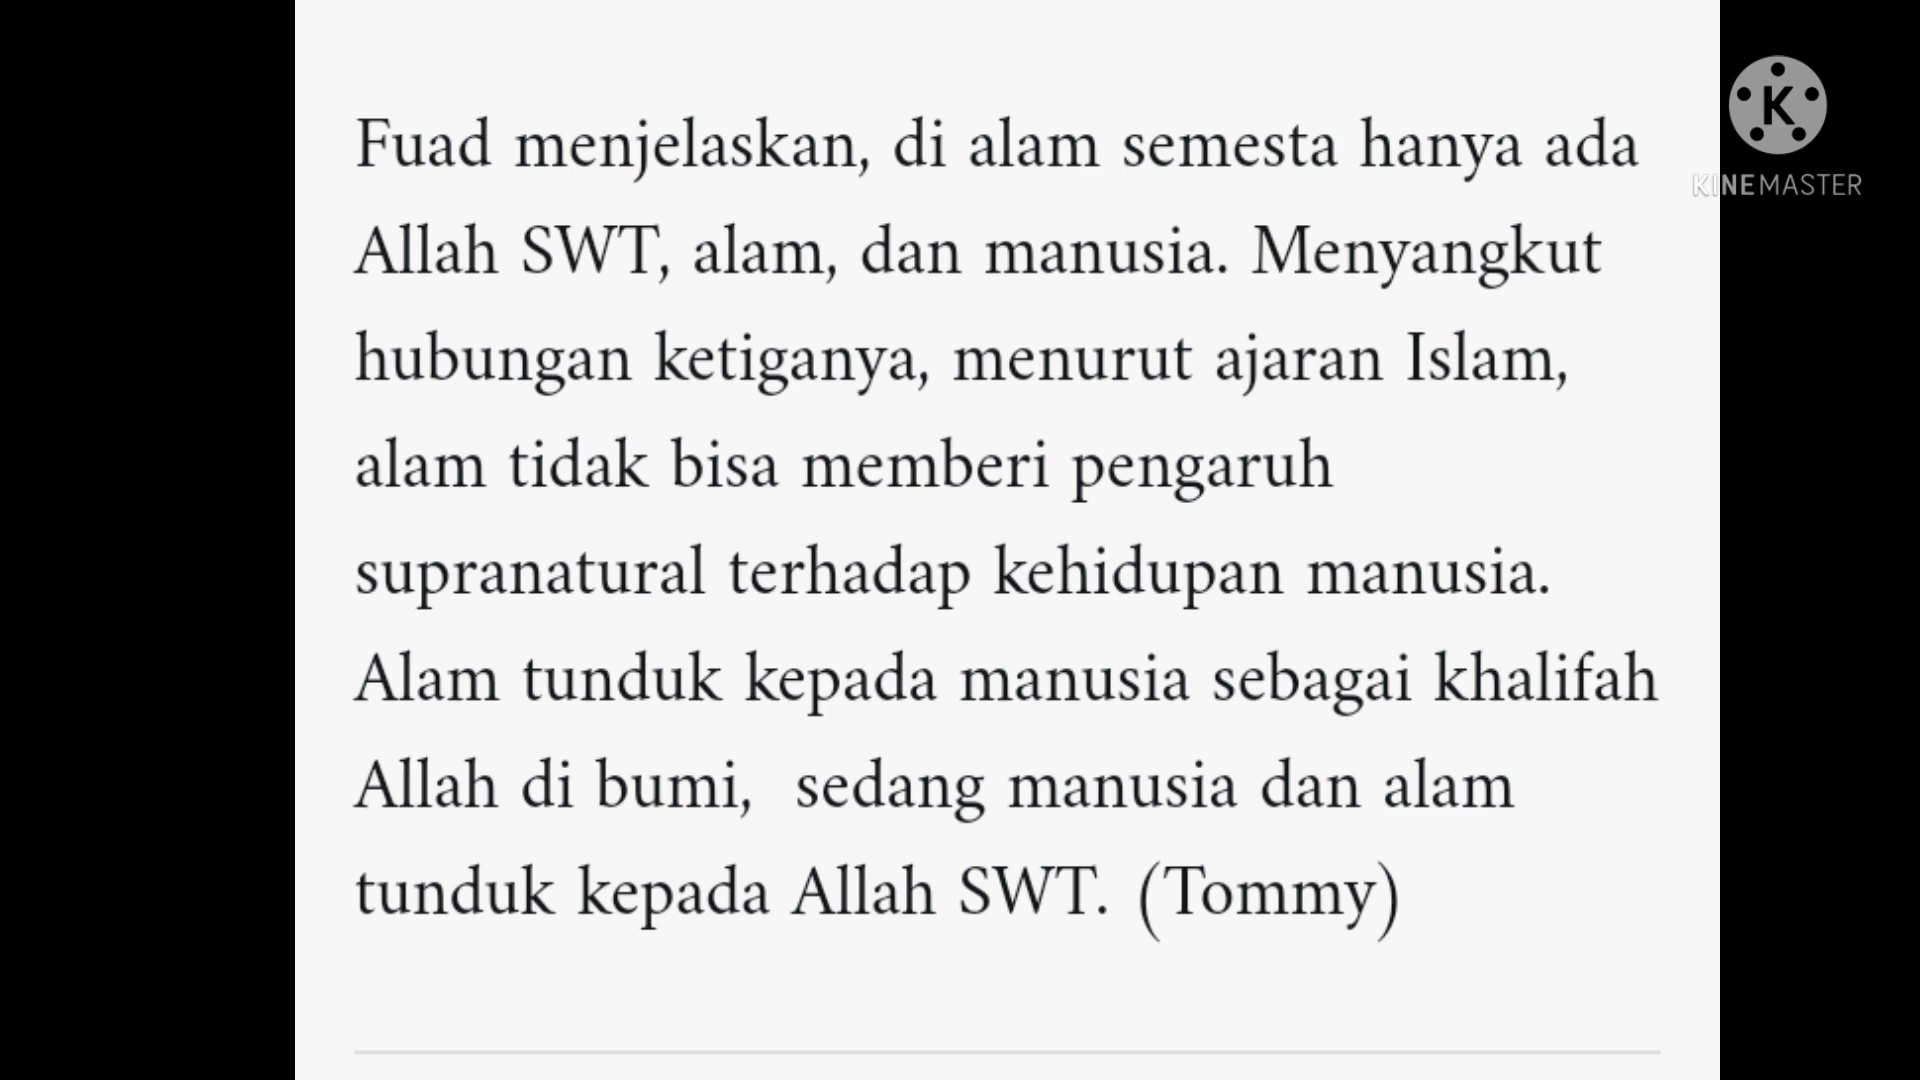 Fuad menjelaskan, di alam semesta hanya ada
Allah SWT, alam, dan manusia. Menyangkut
hubungan ketiganya, menurut ajaran Islam,
alam tidak bisa memberi pengaruh
supranatural terhadap kehidupan manusia.
Alam tunduk kepada manusia sebagai khalifah
Allah di bumi,  sedang manusia dan alam
tunduk kepada Allah SWT. (Tommy)
K
KINEMASTER